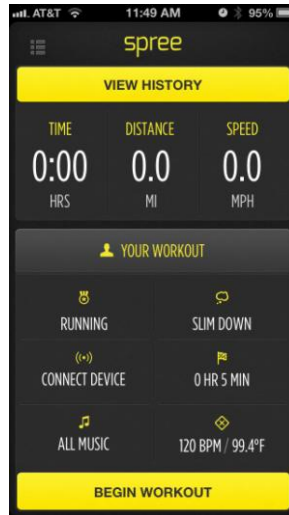 AT&T 11:49 AM 95%
spree
VIEW HISTORY
TIME DISTANCE SPEED
0:00 0.0 0.0
HRS MI MPH
YOUR WORKOUT
RUNNING SLIM DOWN
CONNECT DEVICE 0 HR 5 MIN
ALL MUSIC 120 BPM / 99.4°F
BEGIN WORKOUT